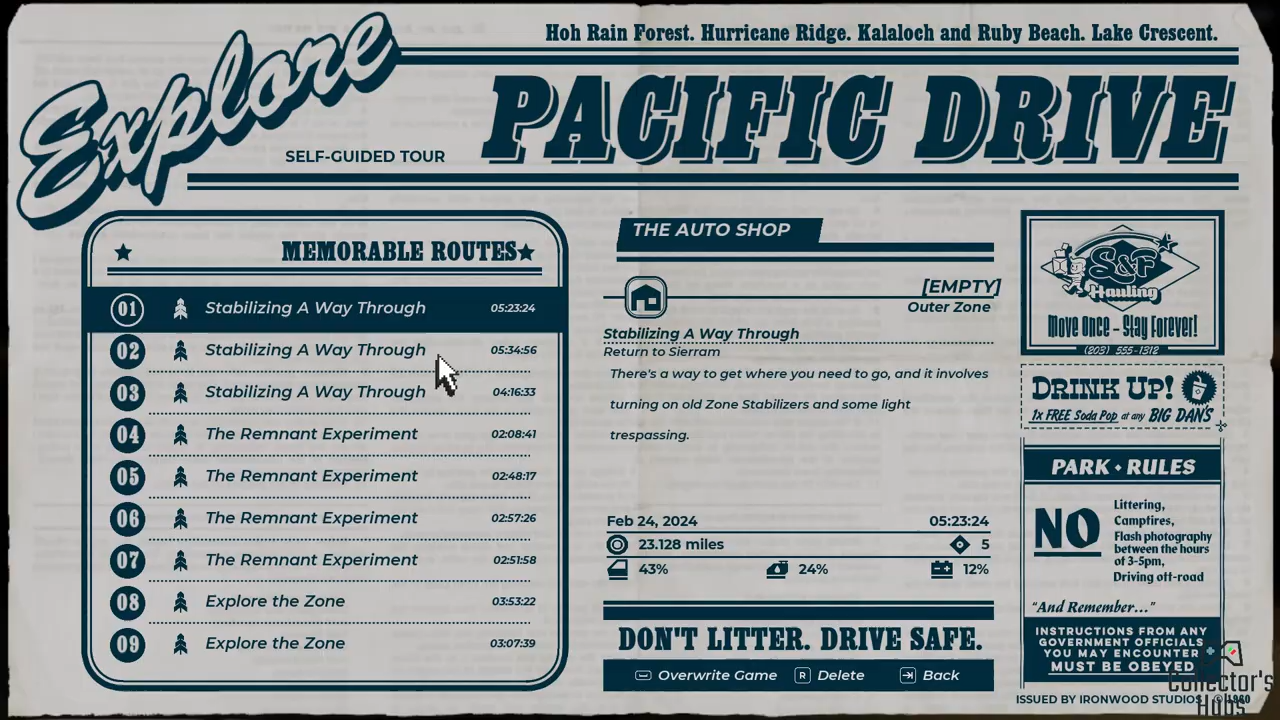 Explore
Hoh Rain Forest. Hurricane Ridge. Kalaloch and Ruby Beach. Lake Crescent.
PACIFIC DRIVE
SELF-GUIDED TOUR
MEMORABLE ROUTES
01 Stabilizing A Way Through 05:23:24
02 Stabilizing A Way Through 05:34:56
03 Stabilizing A Way Through 04:16:33
04 The Remnant Experiment 02:08:41
05 The Remnant Experiment 02:48:17
06 The Remnant Experiment 02:57:26
07 The Remnant Experiment 02:51:58
08 Explore the Zone 03:53:22
09 Explore the Zone 03:07:39
THE AUTO SHOP
[EMPTY]
Outer Zone
Stabilizing A Way Through
Return to Sierram
There's a way to get where you need to go, and it involves
turning on old Zone Stabilizers and some light
trespassing.
Feb 24, 2024 05:23:24
23.128 miles 5
43% 24% 12%
DON'T LITTER. DRIVE SAFE.
Overwrite Game R Delete Back
S&F
Hauling
Move Once - Stay Forever!
(203) 555-1312
DRINK UP!
1x FREE Soda Pop at any BIG DAN'S
PARK • RULES
NO
Littering,
Campfires,
Flash photography
between the hours
of 3-5pm,
Driving off-road
"And Remember..."
INSTRUCTIONS FROM ANY
GOVERNMENT OFFICIALS
YOU MAY ENCOUNTER
MUST BE OBEYED
ISSUED BY IRONWOOD STUDIOS
Collector's
Hubs